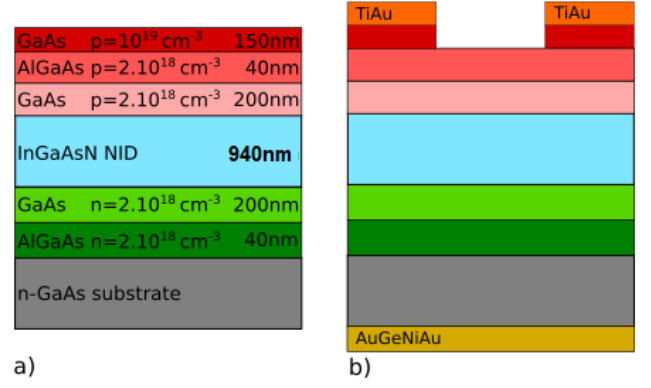 GaAs p=10¹⁹ cm⁻³ 150nm
AlGaAs p=2.10¹⁸ cm⁻³ 40nm
GaAs p=2.10¹⁸ cm⁻³ 200nm
InGaAsN NID 940nm
GaAs n=2.10¹⁸ cm⁻³ 200nm
AlGaAs n=2.10¹⁸ cm⁻³ 40nm
n-GaAs substrate
a)
TiAu TiAu
AuGeNiAu
b)